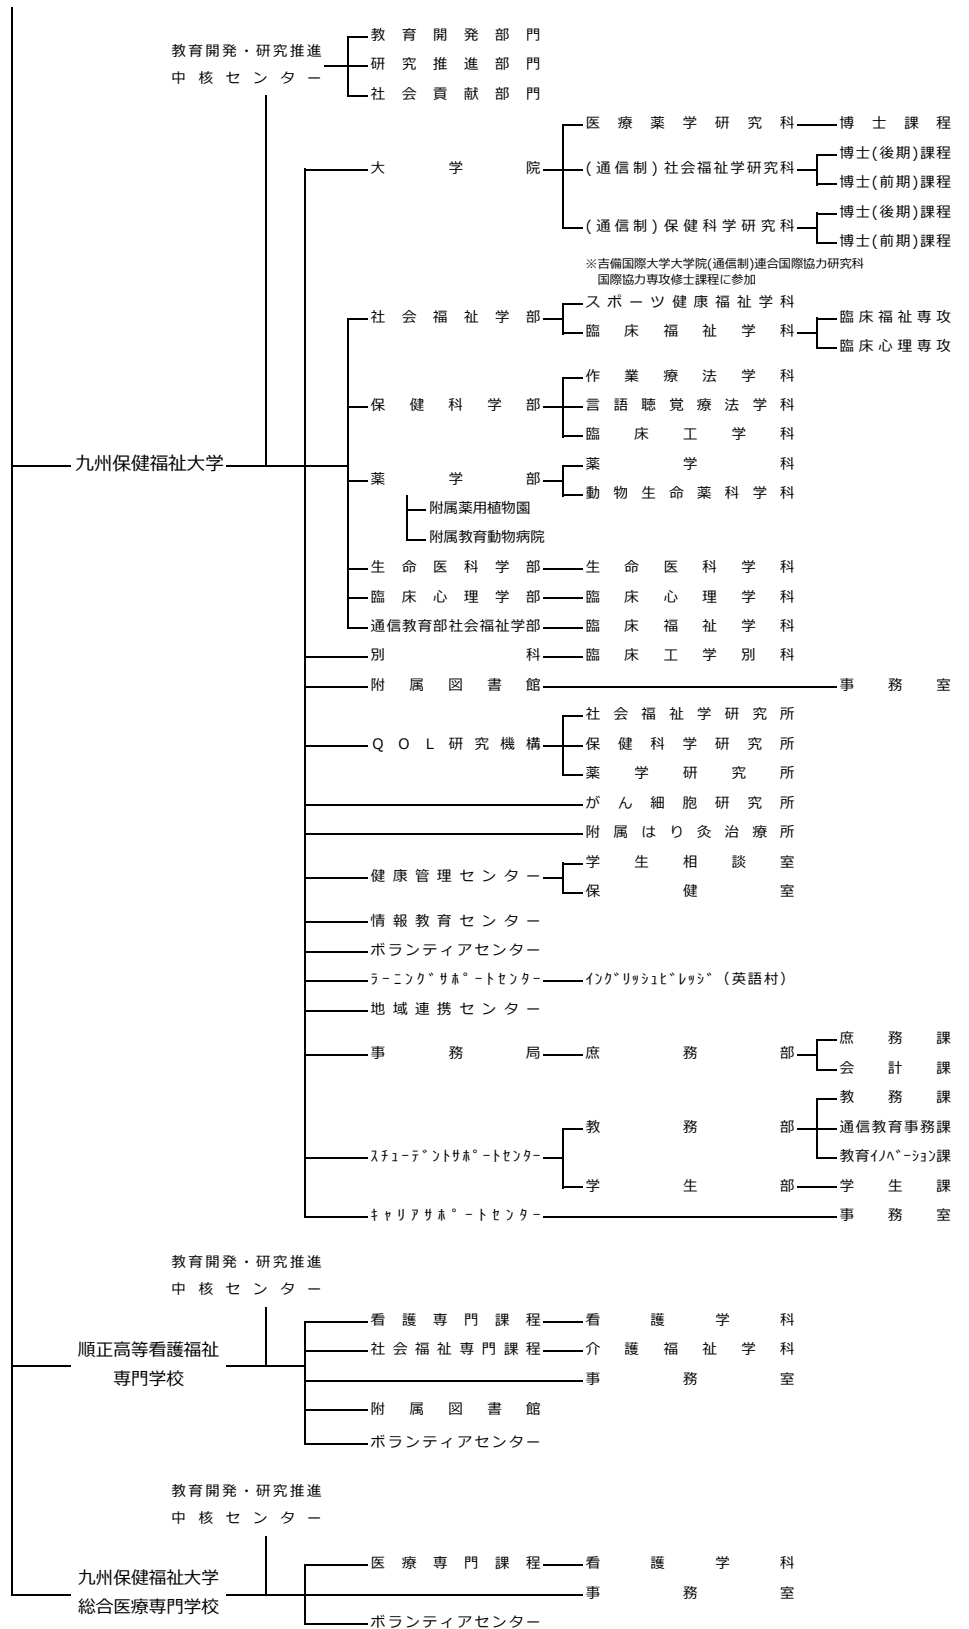 教育開発部門
教育開発・研究推進
中核センター
研究推進部門
社会貢献部門
医療薬学研究科 博士課程
博士(後期)課程
大学院 (通信制)社会福祉学研究科
博士(前期)課程
博士(後期)課程
(通信制)保健科学研究科
博士(前期)課程
※吉備国際大学大学院(通信制)連合国際協力研究科
国際協力専攻修士課程に参加
スポーツ健康福祉学科
社会福祉学部 臨床福祉専攻
臨床福祉学科
臨床心理専攻
作業療法学科
保健科学部 言語聴覚療法学科
臨床工学科
九州保健福祉大学 薬学科
薬学部
動物生命薬科学科
附属薬用植物園
附属教育動物病院
生命医科学部 生命医科学科
臨床心理学部 臨床心理学科
通信教育部社会福祉学部 臨床福祉学科
別科 臨床工学別科
附属図書館 事務室
社会福祉学研究所
QOL研究機構 保健科学研究所
薬学研究所
がん細胞研究所
附属はり灸治療所
学生相談室
健康管理センター
保健室
情報教育センター
ボランティアセンター
ﾗｰﾆﾝｸﾞｻﾎﾟｰﾄｾﾝﾀｰ ｲﾝｸﾞﾘｯｼｭﾋﾞﾚｯｼﾞ（英語村）
地域連携センター
庶務課
事務局 庶務部
会計課
教務課
教務部 通信教育事務課
ｽﾁｭｰﾃﾞﾝﾄｻﾎﾟｰﾄｾﾝﾀｰ 教育ｲﾉﾍﾞｰｼｮﾝ課
学生部 学生課
ｷｬﾘｱｻﾎﾟｰﾄｾﾝﾀｰ 事務室
教育開発・研究推進
中核センター
看護専門課程 看護学科
順正高等看護福祉
専門学校
社会福祉専門課程 介護福祉学科
事務室
附属図書館
ボランティアセンター
教育開発・研究推進
中核センター
医療専門課程 看護学科
九州保健福祉大学
総合医療専門学校
事務室
ボランティアセンター